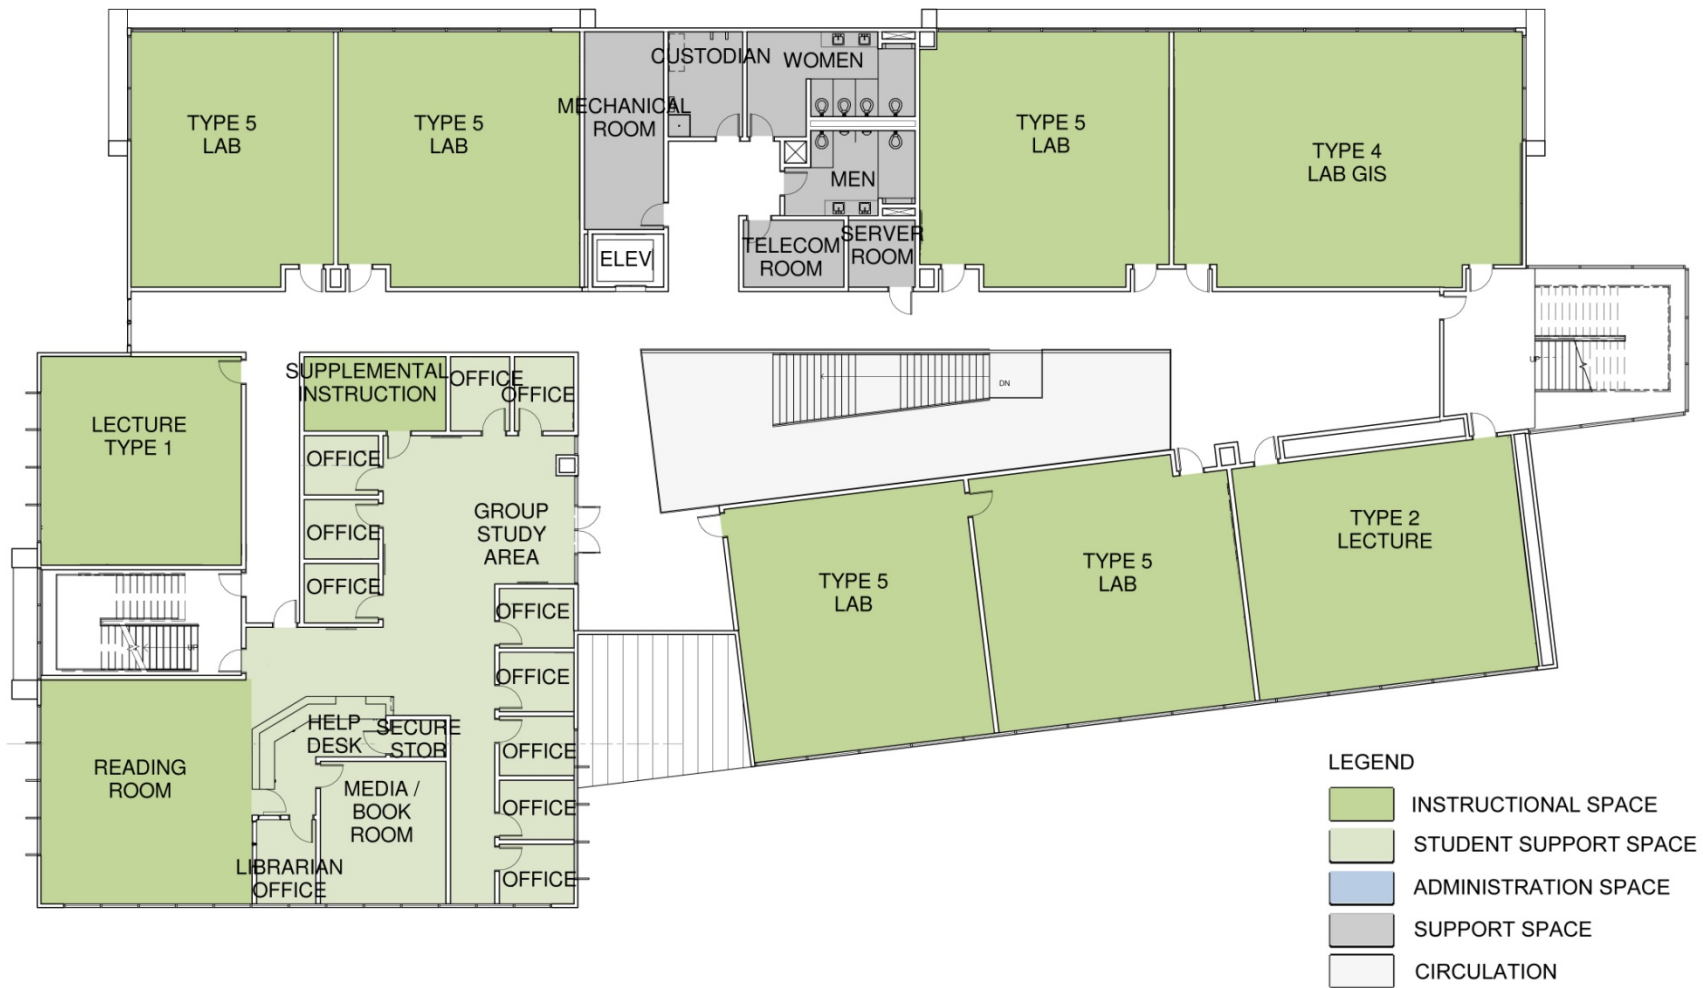 CUSTODIAN
WOMEN
TYPE 5
LAB
TYPE 5
LAB
MECHANICAL
ROOM
TYPE 5
LAB
TYPE 4
LAB GIS
MEN
ELEV
TELECOM
ROOM
SERVER
ROOM
UP
DN
SUPPLEMENTAL
INSTRUCTION
OFFICE
OFFICE
LECTURE
TYPE 1
OFFICE
OFFICE
OFFICE
GROUP
STUDY
AREA
TYPE 2
LECTURE
TYPE 5
LAB
TYPE 5
LAB
OFFICE
UP
OFFICE
HELP
DESK
SECURE
STOR
OFFICE
READING
ROOM
MEDIA /
BOOK
ROOM
OFFICE
LIBRARIAN
OFFICE
OFFICE
LEGEND
INSTRUCTIONAL SPACE
STUDENT SUPPORT SPACE
ADMINISTRATION SPACE
SUPPORT SPACE
CIRCULATION